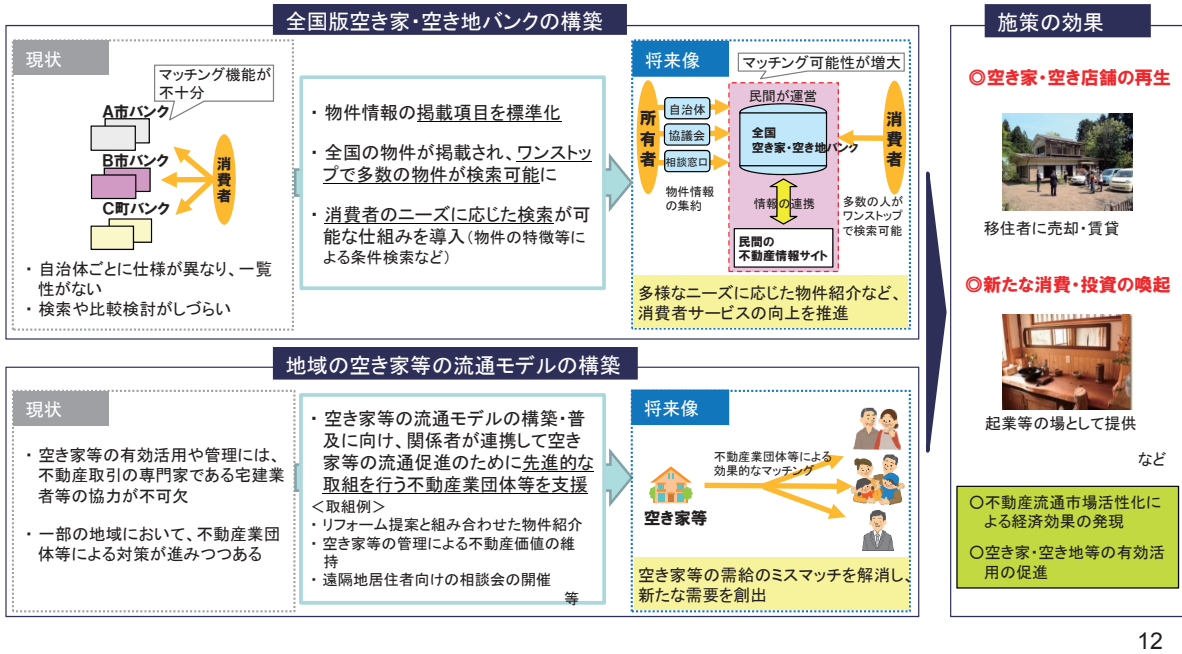 全国版空き家・空き地バンクの構築
現状
マッチング機能が
不十分
A市バンク
B市バンク
C町バンク
消費者
・ 自治体ごとに仕様が異なり、一覧
性がない
・ 検索や比較検討がしづらい
・ 物件情報の掲載項目を標準化
・ 全国の物件が掲載され、ワンストッ
プで多数の物件が検索可能に
・ 消費者のニーズに応じた検索が可
能な仕組みを導入(物件の特徴等に
よる条件検索など)
将来像
マッチング可能性が増大
所有者
自治体
協議会
相談窓口
物件情報
の集約
民間が運営
全国
空き家・空き地バンク
情報の連携
民間の
不動産情報サイト
消費者
多数の人が
ワンストップ
で検索可能
多様なニーズに応じた物件紹介など、
消費者サービスの向上を推進
地域の空き家等の流通モデルの構築
現状
・ 空き家等の有効活用や管理には、
不動産取引の専門家である宅建業
者等の協力が不可欠
・ 一部の地域において、不動産業団
体等による対策が進みつつある
・ 空き家等の流通モデルの構築・普
及に向け、関係者が連携して空き
家等の流通促進のために先進的な
取組を行う不動産業団体等を支援
<取組例>
・ リフォーム提案と組み合わせた物件紹介
・ 空き家等の管理による不動産価値の維
持
・ 遠隔地居住者向けの相談会の開催
等
将来像
不動産業団体等による
効果的なマッチング
空き家等
空き家等の需給のミスマッチを解消し、
新たな需要を創出
施策の効果
◎空き家・空き店舗の再生
移住者に売却・賃貸
◎新たな消費・投資の喚起
起業等の場として提供
など
○不動産流通市場活性化に
よる経済効果の発現
○空き家・空き地等の有効活
用の促進
12